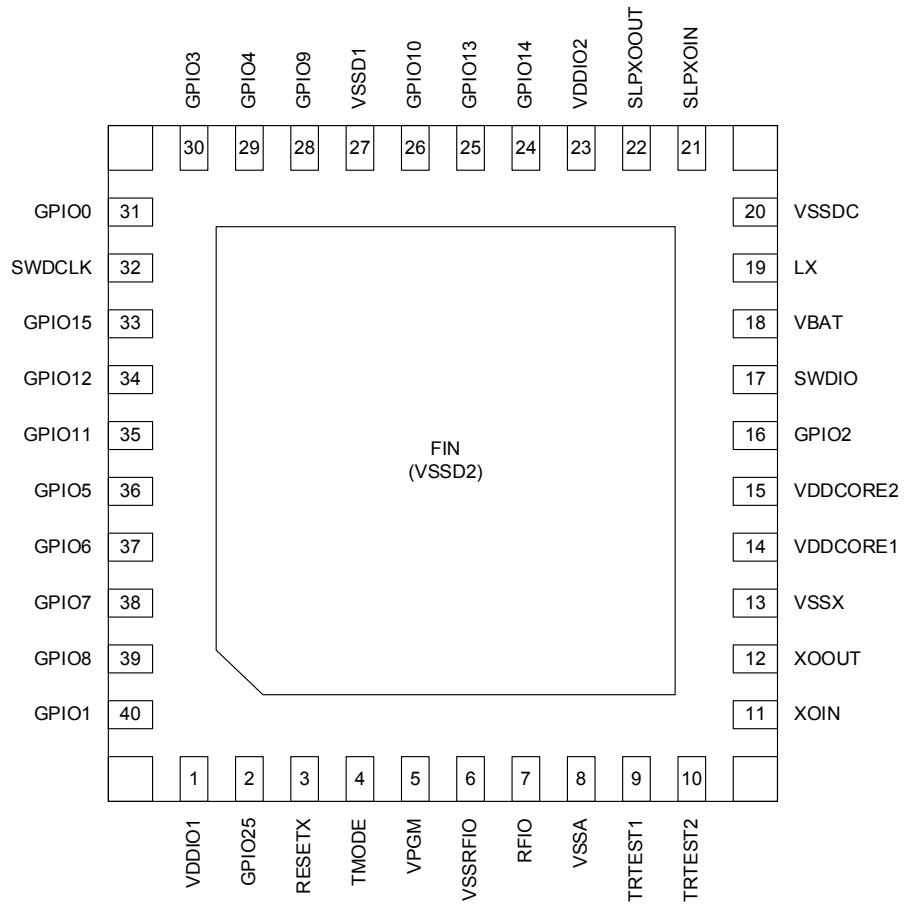 GPIO3
GPIO4
GPIO9
VSSD1
GPIO10
GPIO13
GPIO14
VDDIO2
SLPXOOUT
SLPXOIN
30
29
28
27
26
25
24
23
22
21
GPIO0 31
SWDCLK 32
GPIO15 33
GPIO12 34
GPIO11 35
GPIO5 36
GPIO6 37
GPIO7 38
GPIO8 39
GPIO1 40
FIN
(VSSD2)
20 VSSDC
19 LX
18 VBAT
17 SWDIO
16 GPIO2
15 VDDCORE2
14 VDDCORE1
13 VSSX
12 XOOUT
11 XOIN
1
2
3
4
5
6
7
8
9
10
VDDIO1
GPIO25
RESETX
TMODE
VPGM
VSSRFIO
RFIO
VSSA
TRTEST1
TRTEST2